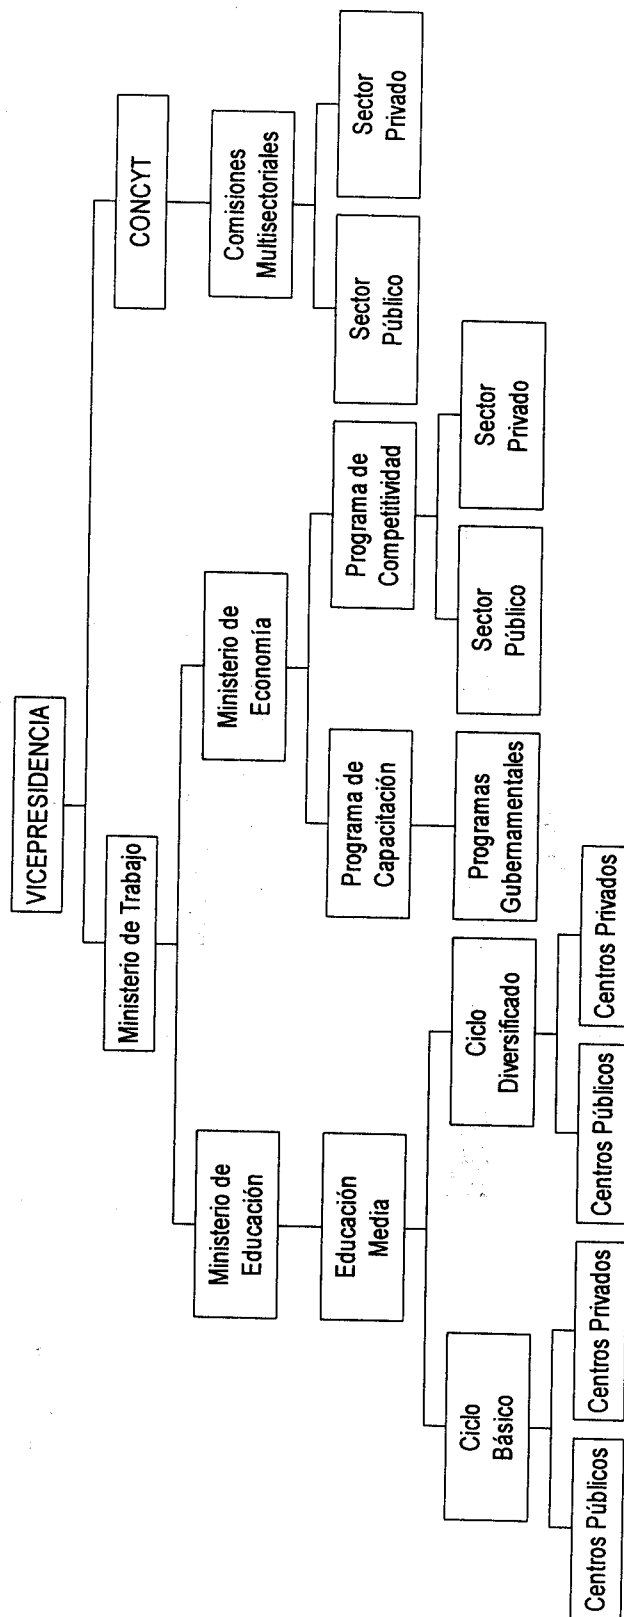 VICEPRESIDENCIA
Ministerio de Trabajo
CONCYT
Ministerio de
Educación
Ministerio de
Economía
Comisiones
Multisectoriales
Educación
Media
Programa de
Capacitación
Programa de
Competitividad
Sector
Público
Sector
Privado
Ciclo
Básico
Ciclo
Diversificado
Programas
Gubernamentales
Sector
Público
Sector
Privado
Centros Públicos
Centros Privados
Centros Públicos
Centros Privados